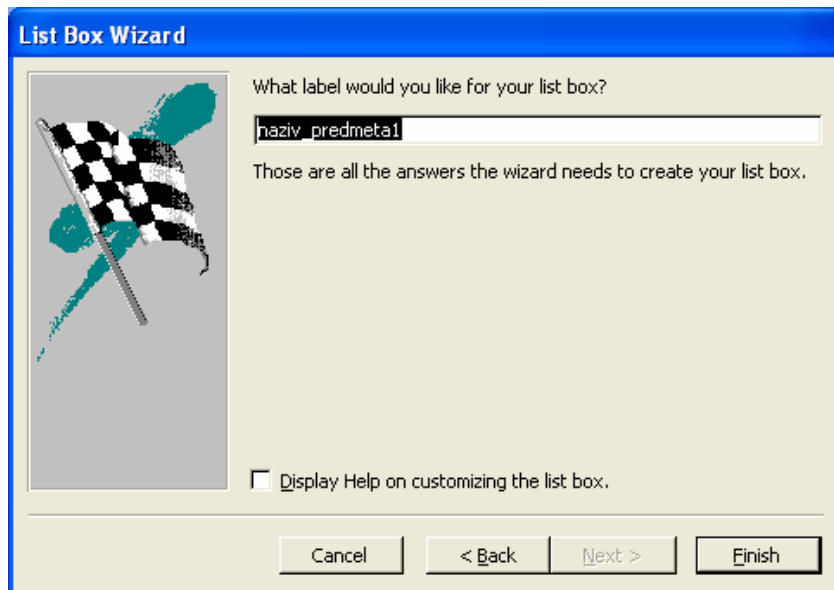 List Box Wizard
What label would you like for your list box?
naziv_predmeta1
Those are all the answers the wizard needs to create your list box.
Display Help on customizing the list box.
Cancel
< Back
Next >
Finish